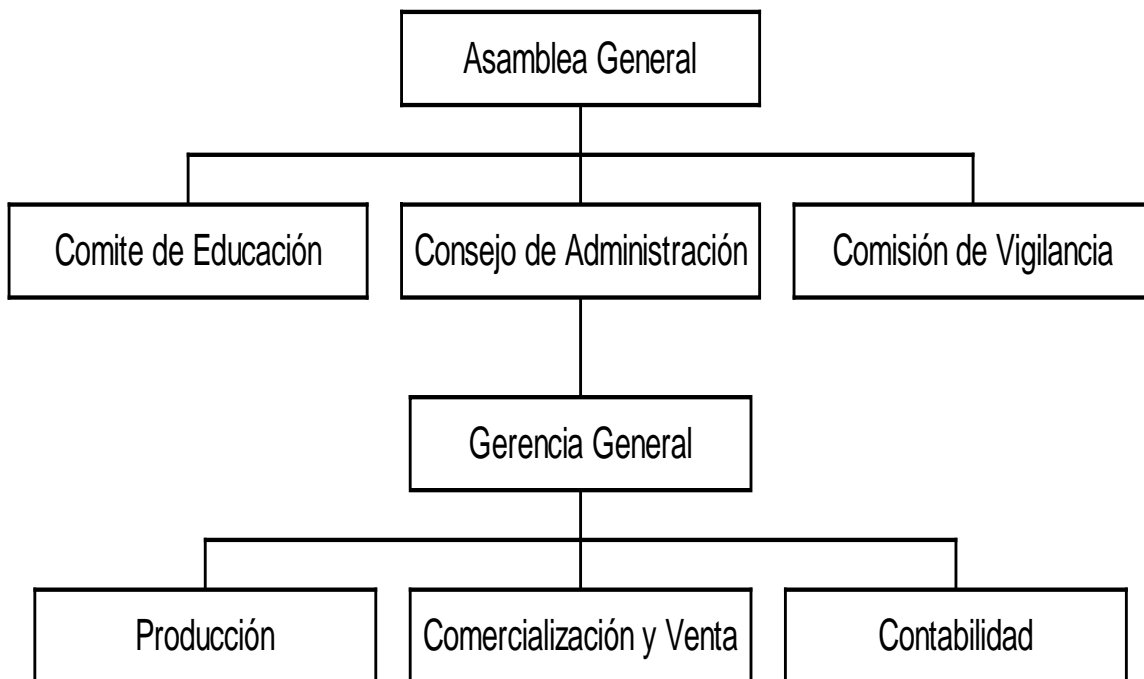 Asamblea General
Comite de Educación
Consejo de Administración
Comisión de Vigilancia
Gerencia General
Producción
Comercialización y Venta
Contabilidad